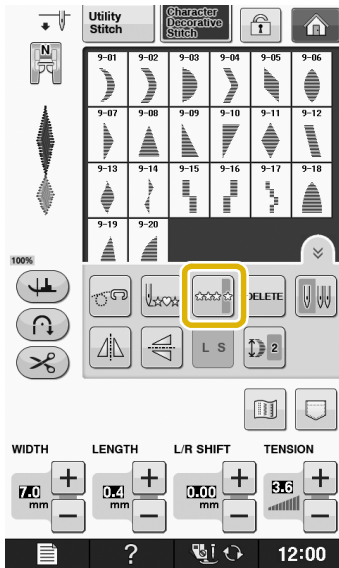 Utility
Stitch
Character
Decorative
Stitch
N
9-01 9-02 9-03 9-04 9-05 9-06
9-07 9-08 9-09 9-10 9-11 9-12
9-13 9-14 9-15 9-16 9-17 9-18
9-19 9-20
100%
DELETE
L S 2
WIDTH LENGTH L/R SHIFT TENSION
7.0 mm + −
0.4 mm + −
0.00 mm + −
3.6 + −
? 12:00